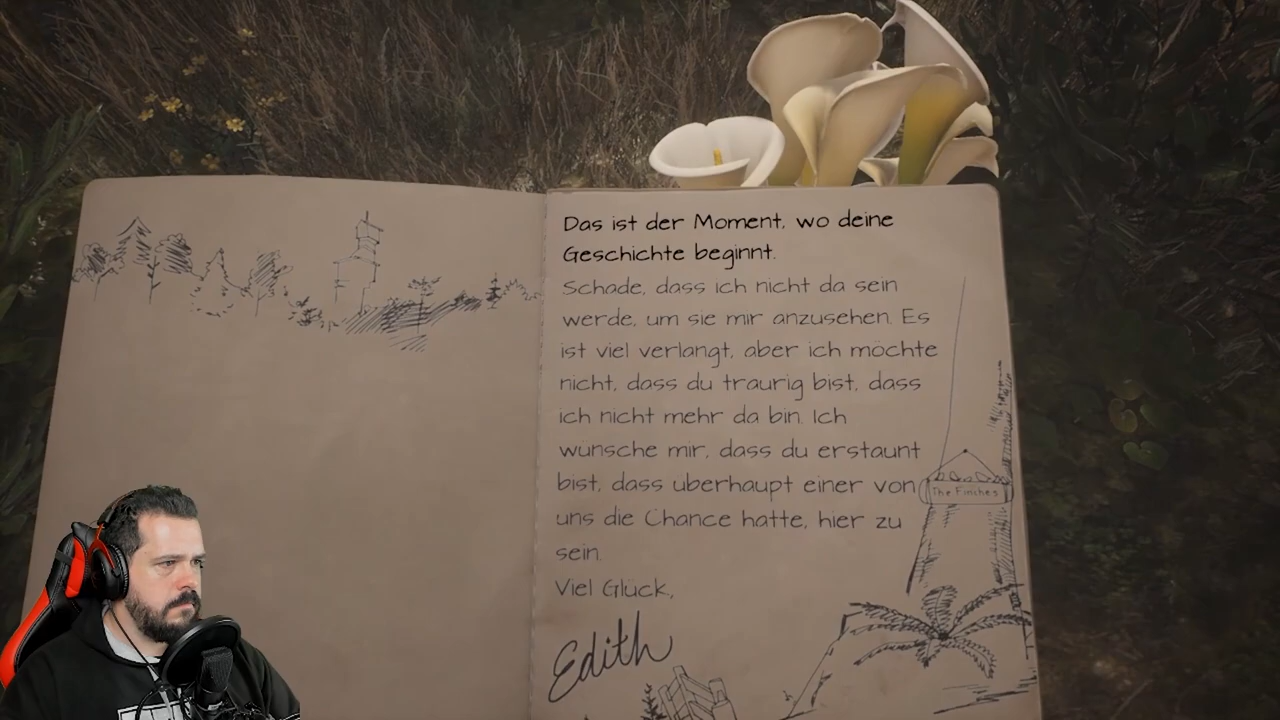 Das ist der Moment, wo deine
Geschichte beginnt.
Schade, dass ich nicht da sein
werde, um sie mir anzusehen. Es
ist viel verlangt, aber ich möchte
nicht, dass du traurig bist, dass
ich nicht mehr da bin. Ich
wünsche mir, dass du erstaunt
bist, dass überhaupt einer von
uns die Chance hatte, hier zu
sein.
Viel Glück,
Edith
The Finches